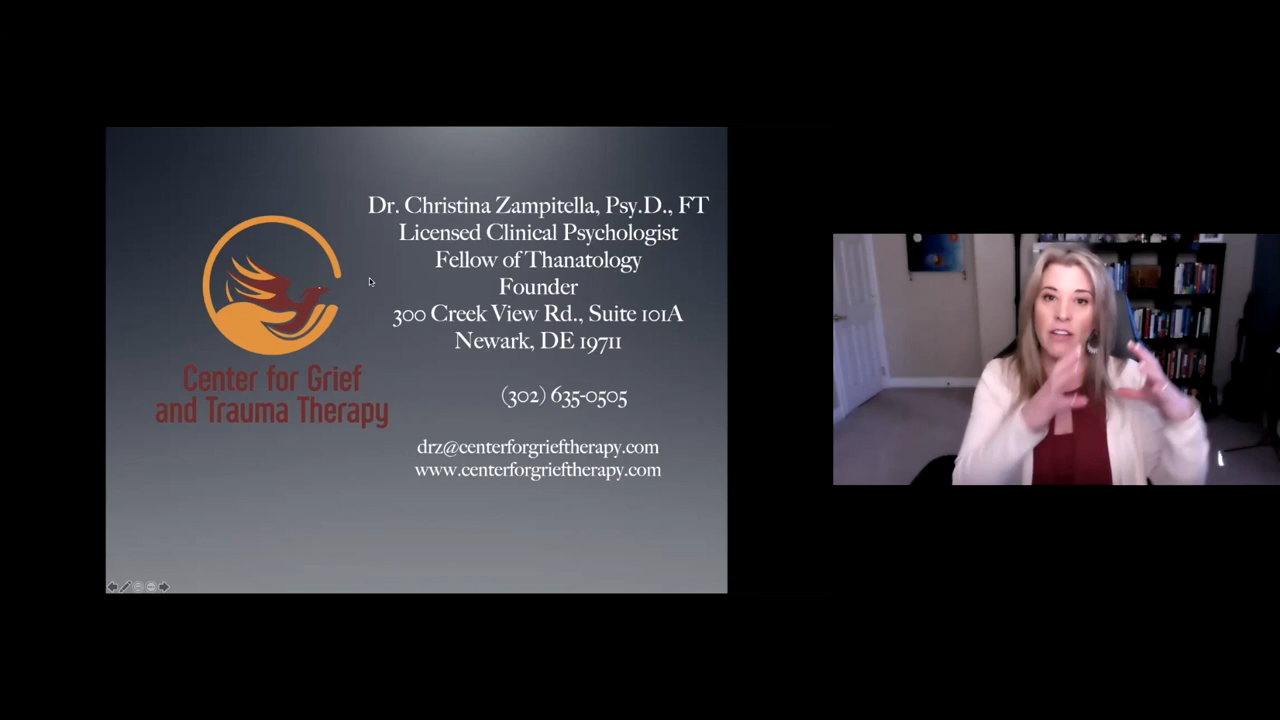 Dr. Christina Zampitella, Psy.D., FT
Licensed Clinical Psychologist
Fellow of Thanatology
Founder
300 Creek View Rd., Suite 101A
Newark, DE 19711
(302) 635-0505
drz@centerforgrieftherapy.com
www.centerforgrieftherapy.com
Center for Grief
and Trauma Therapy